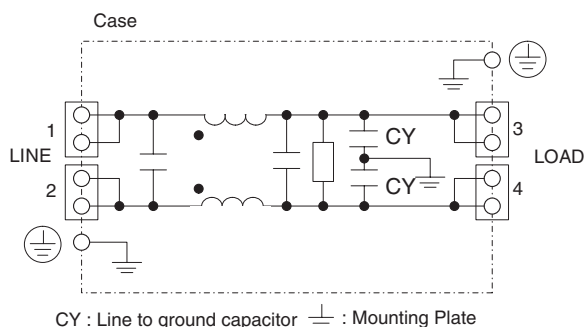 Case
1
LINE
2
CY
CY
3
LOAD
4
CY : Line to ground capacitor : Mounting Plate